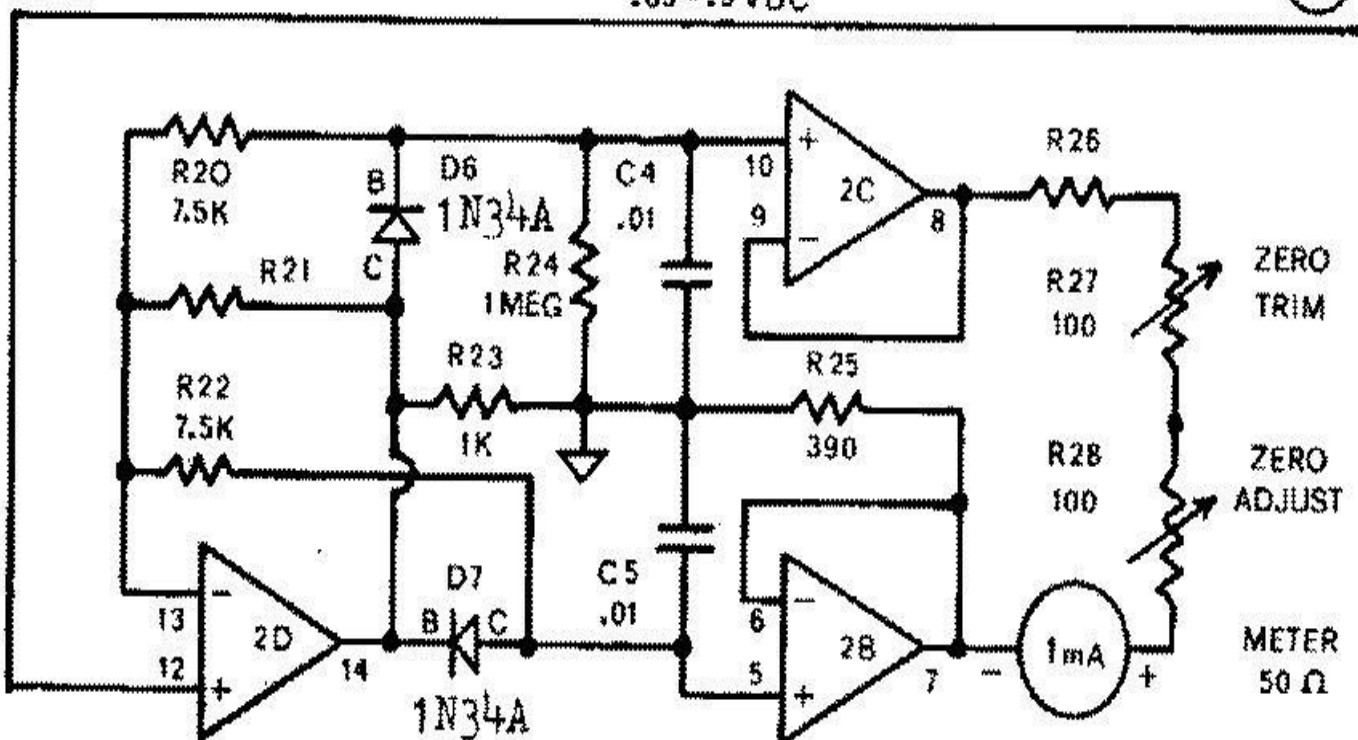 R20
7.5K
B
D6
1N34A
C
R21
R22
7.5K
R23
1K
R24
1MEG
C4
.01
10
+
9
−
2C
8
R26
R27
100
ZERO
TRIM
R25
390
R28
100
ZERO
ADJUST
13
−
12
+
2D
14
D7
B
C
1N34A
C5
.01
6
−
5
+
2B
7
−
1mA
+
METER
50 Ω